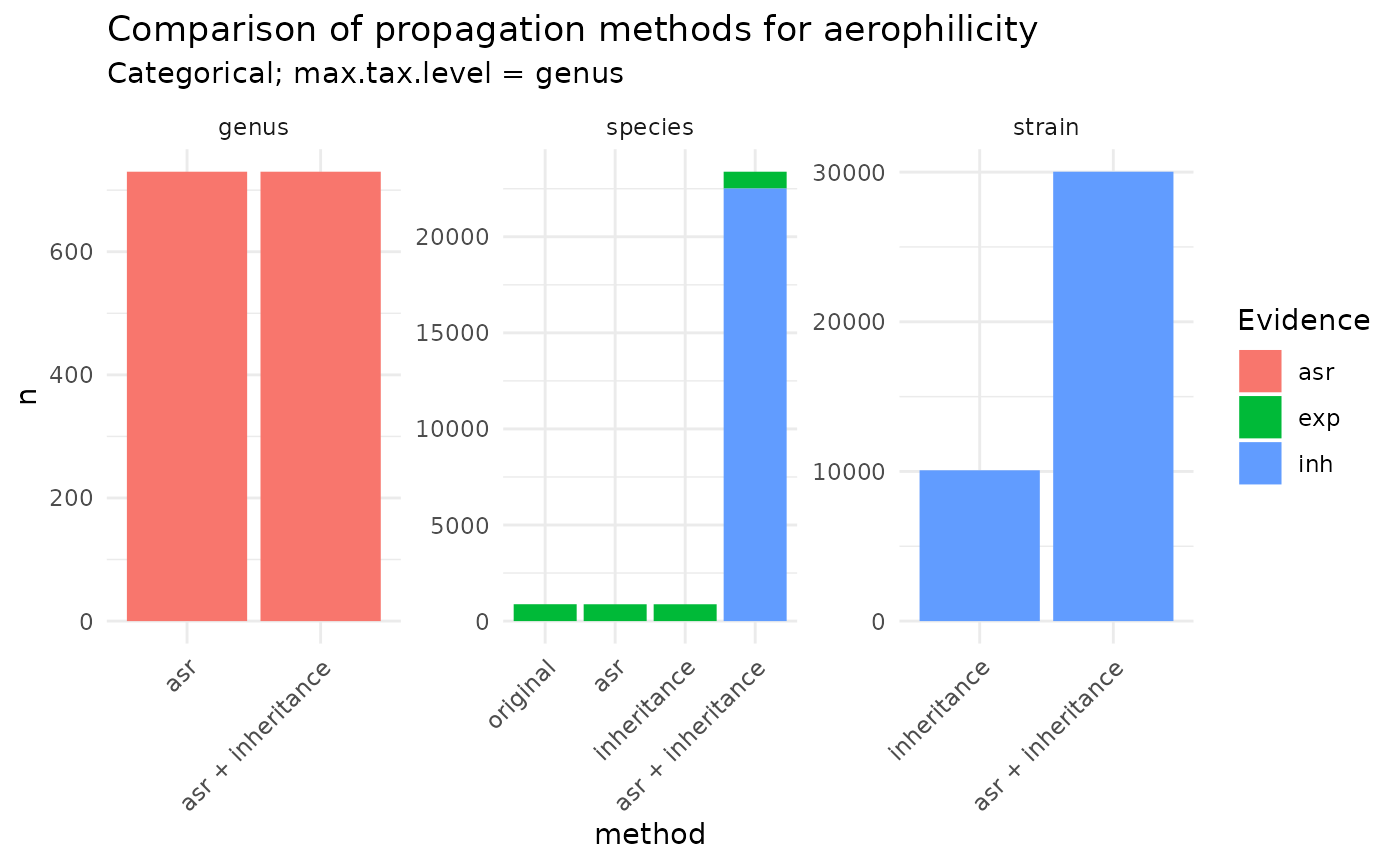 Comparison of propagation methods for aerophilicity
Categorical; max.tax.level = genus
genus
species
strain
n
600
400
200
0
20000
15000
10000
5000
0
30000
20000
10000
0
asr
asr + inheritance
original
asr
inheritance
asr + inheritance
inheritance
asr + inheritance
method
Evidence
asr
exp
inh